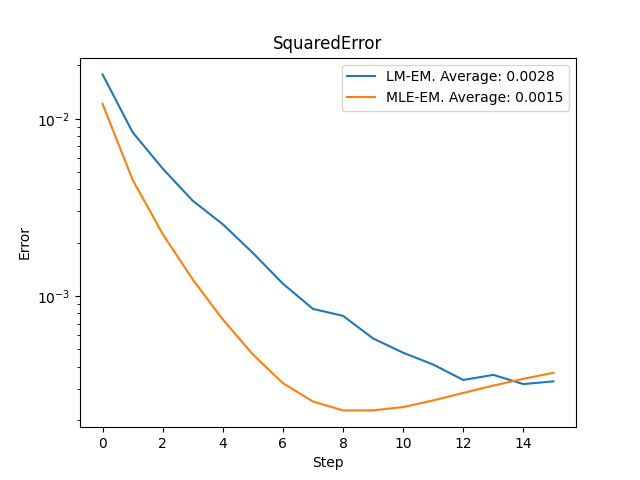 SquaredError
LM-EM. Average: 0.0028
MLE-EM. Average: 0.0015
Error
10⁻²
10⁻³
0 2 4 6 8 10 12 14
Step